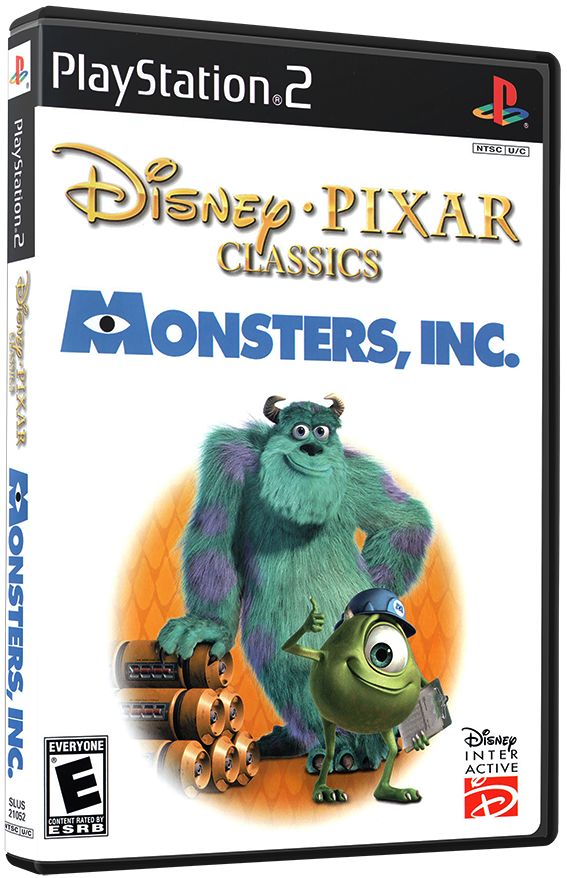 PlayStation®2
NTSC U/C
Disney·PIXAR
CLASSICS
MONSTERS, INC.
EVERYONE
E
®
CONTENT RATED BY
ESRB
Disney
INTER
ACTIVE
D
PlayStation®2
Disney·PIXAR
CLASSICS
MONSTERS, INC.
SLUS
21052
NTSC U/C